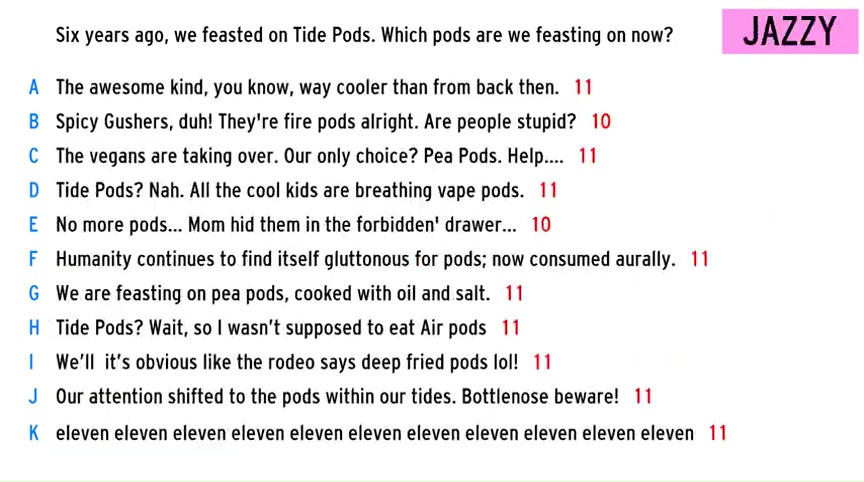 Six years ago, we feasted on Tide Pods. Which pods are we feasting on now?
JAZZY
A The awesome kind, you know, way cooler than from back then. 11
B Spicy Gushers, duh! They're fire pods alright. Are people stupid? 10
C The vegans are taking over. Our only choice? Pea Pods. Help.... 11
D Tide Pods? Nah. All the cool kids are breathing vape pods. 11
E No more pods... Mom hid them in the forbidden' drawer... 10
F Humanity continues to find itself gluttonous for pods; now consumed aurally. 11
G We are feasting on pea pods, cooked with oil and salt. 11
H Tide Pods? Wait, so I wasn’t supposed to eat Air pods 11
I We’ll it’s obvious like the rodeo says deep fried pods lol! 11
J Our attention shifted to the pods within our tides. Bottlenose beware! 11
K eleven eleven eleven eleven eleven eleven eleven eleven eleven eleven eleven 11